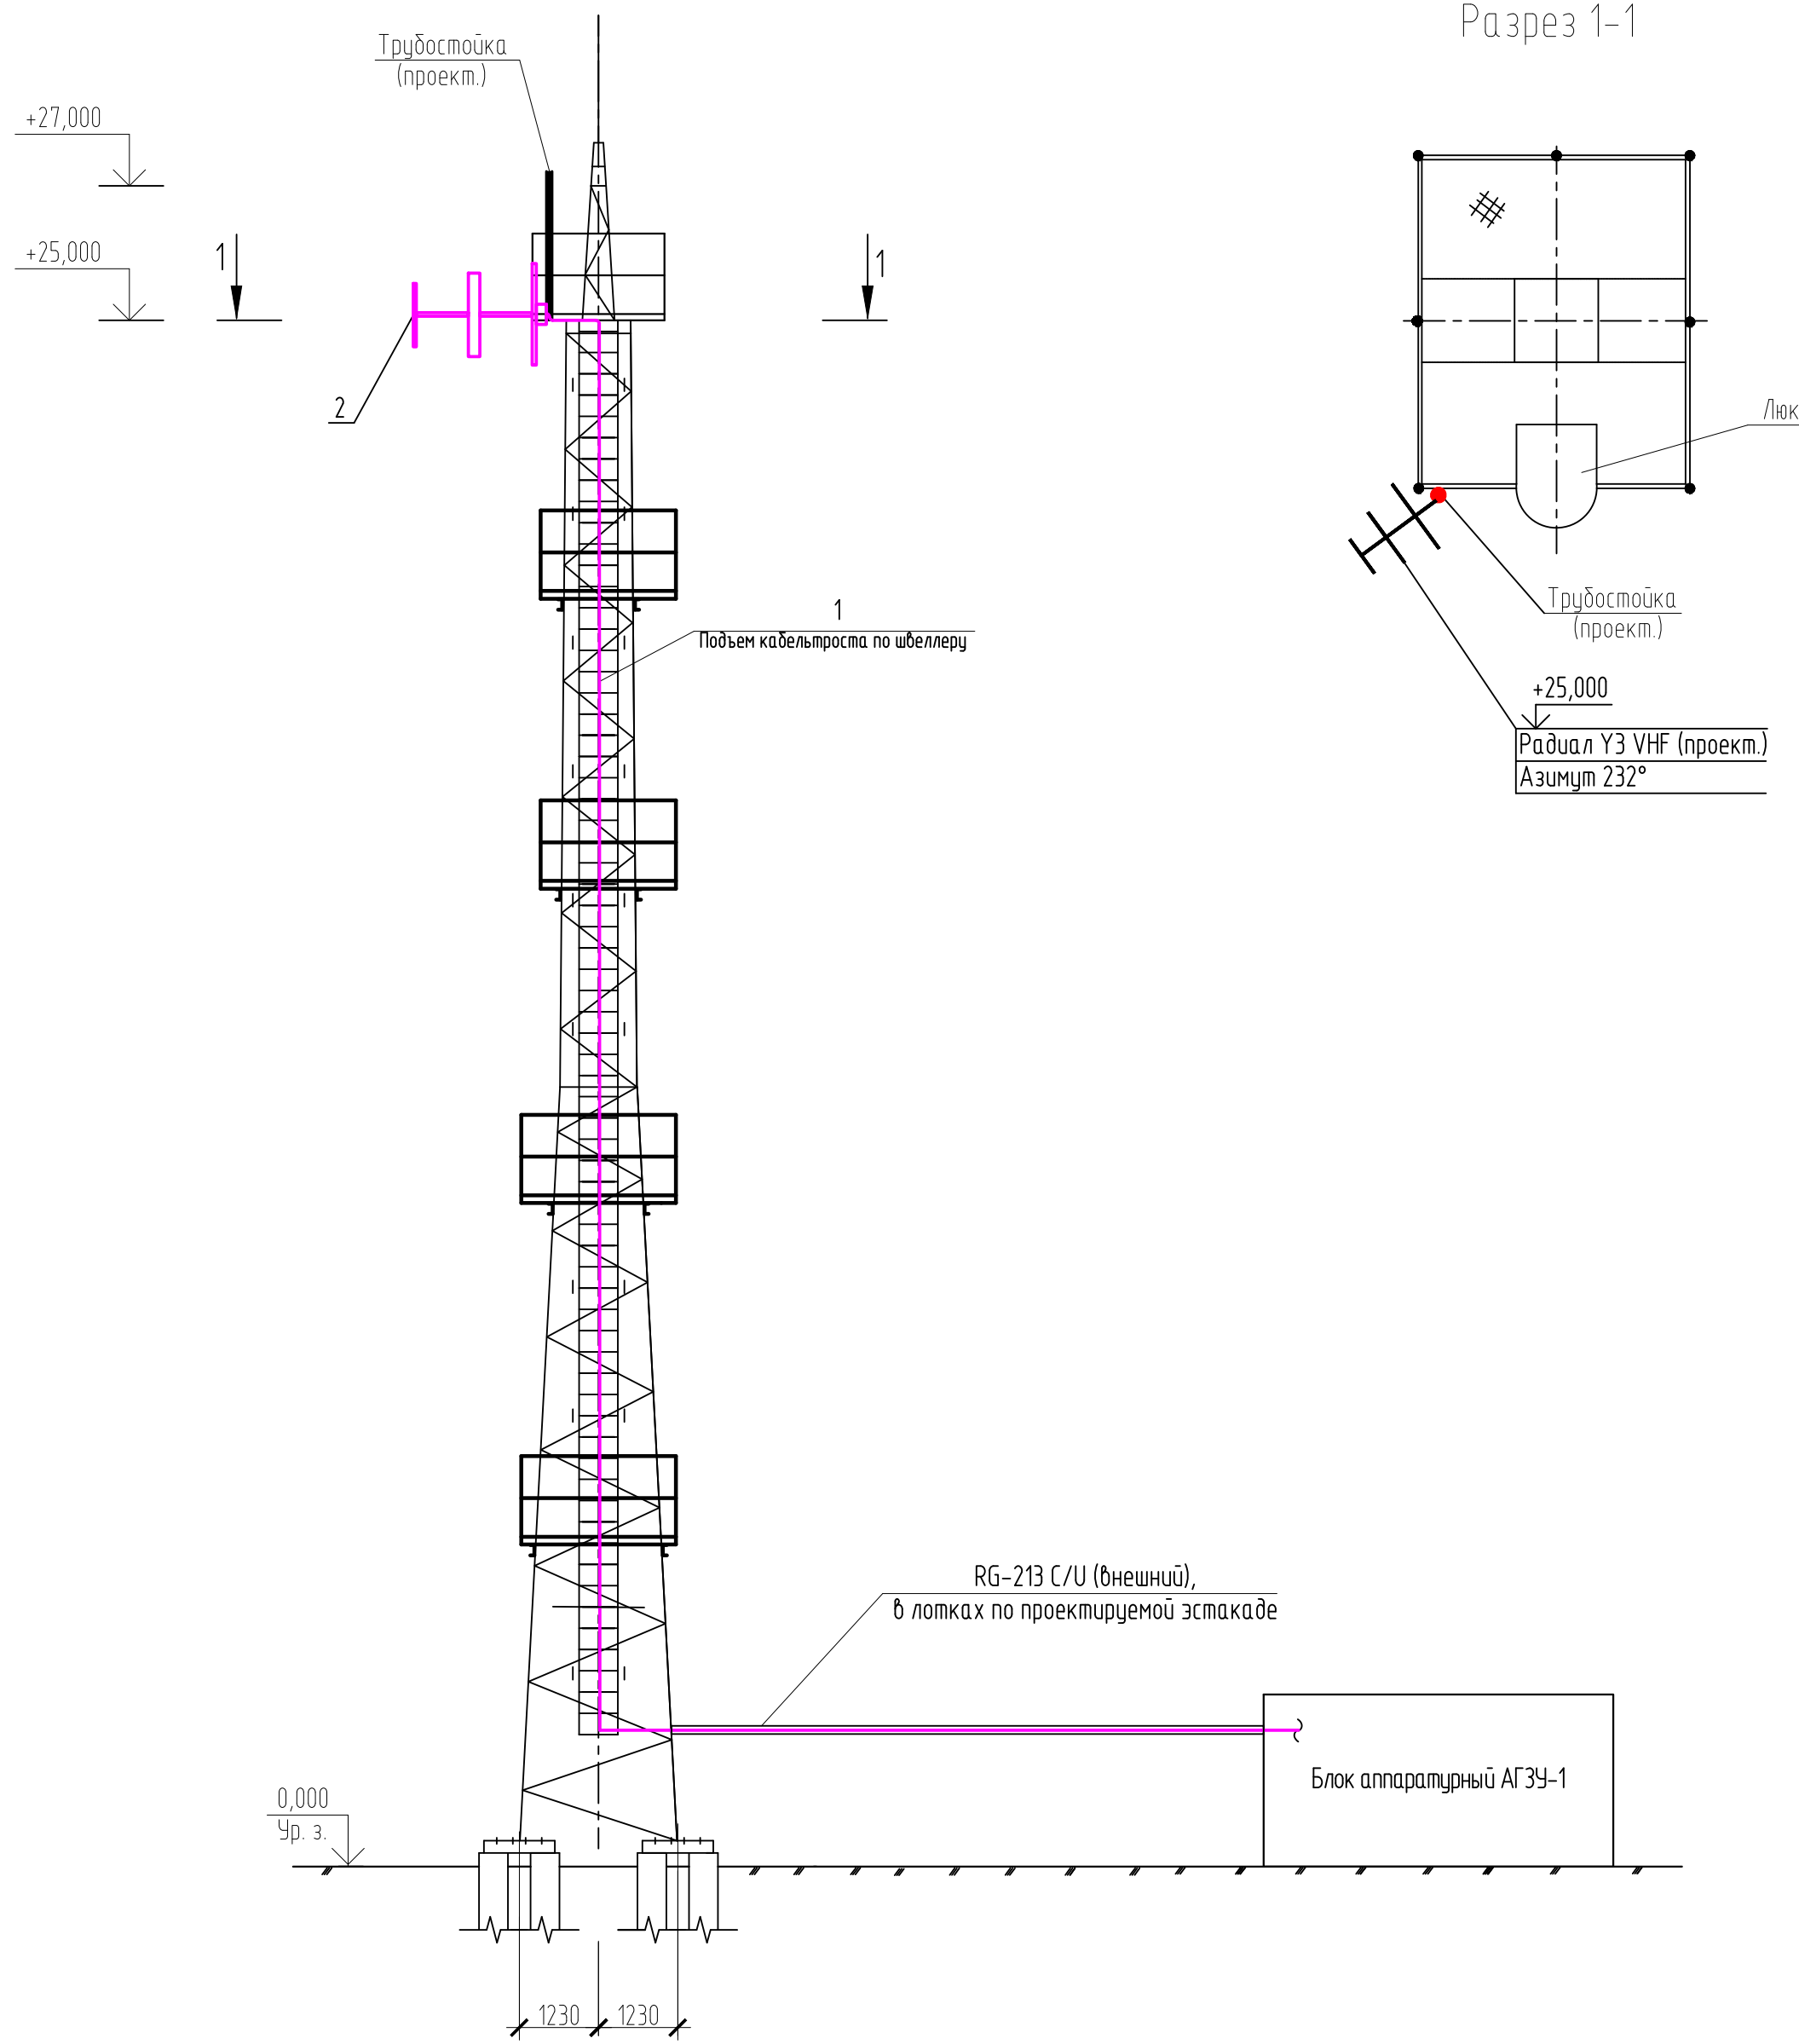 Разрез 1-1
Трубостойка
(проект.)
+27,000
+25,000
1
1
2
Люк
Трубостойка
(проект.)
1
Подъем кабельтроста по швеллеру
+25,000
Радиал Y3 VHF (проект.)
Азимут 232°
RG-213 C/U (внешний),
в лотках по проектируемой эстакаде
Блок аппаратурный АГЗУ-1
0,000
Ур. з.
1230
1230